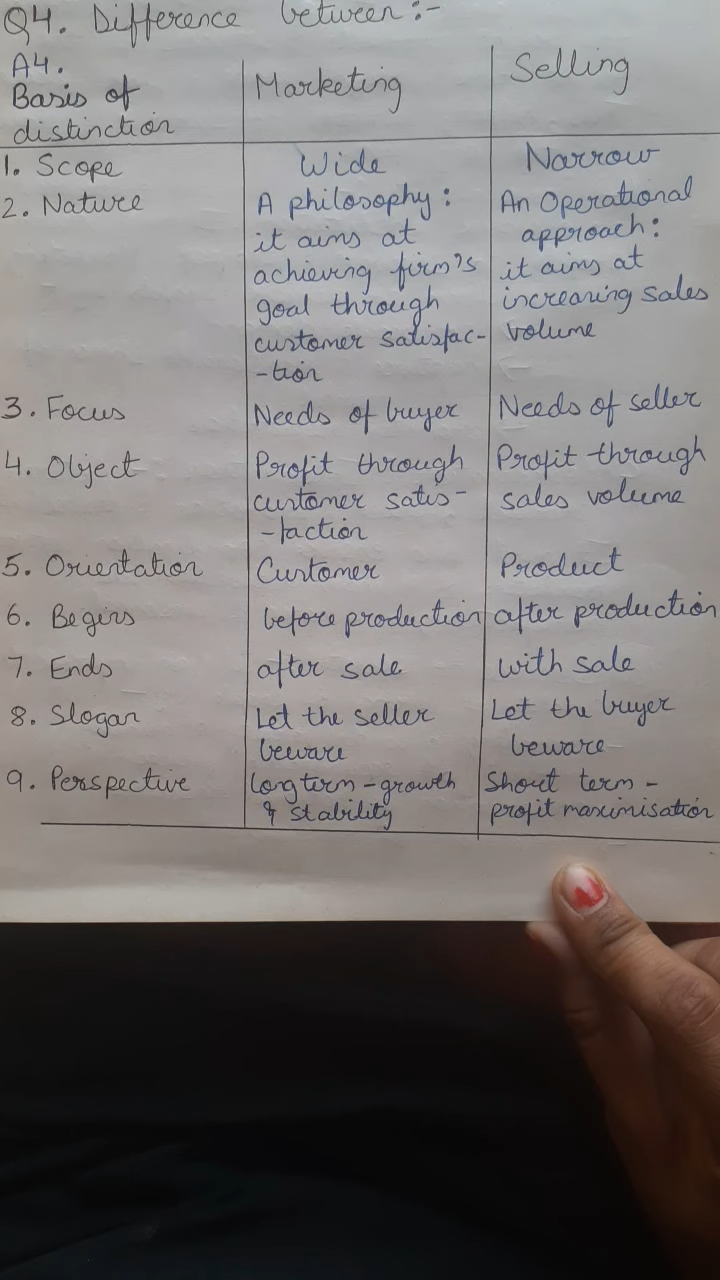 Q4. Difference between:-
A4.
Basis of distinction | Marketing | Selling
1. Scope | Wide | Narrow
2. Nature | A philosophy: | An Operational
it aims at | approach:
achieving firm's | it aims at
goal through | increasing sales
customer satisfac- | volume
-tion
3. Focus | Needs of buyer | Needs of seller
4. Object | Profit through | Profit through
customer satis- | sales volume
-faction
5. Orientation | Customer | Product
6. Begins | before production | after production
7. Ends | after sale | with sale
8. Slogan | Let the seller | Let the buyer
beware | beware
9. Perspective | long term - growth | Short term -
& stability | profit maximisation